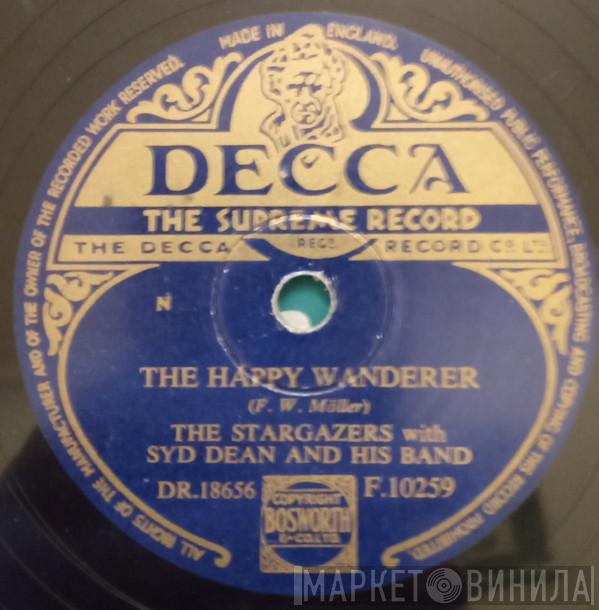 ALL RIGHTS OF THE MANUFACTURER AND OF THE OWNER OF THE RECORDED WORK RESERVED.
MADE IN ENGLAND.
UNAUTHORISED PUBLIC PERFORMANCE, BROADCASTING AND COPYING OF THIS RECORD PROHIBITED.
DECCA
THE SUPREME RECORD
THE DECCA REGD. RECORD CO. LTD.
N
THE HAPPY WANDERER
(F. W. Möller)
THE STARGAZERS with
SYD DEAN AND HIS BAND
DR.18656
COPYRIGHT
BOSWORTH
& CO. LTD.
F.10259
МАРКЕТ ВИНИЛА